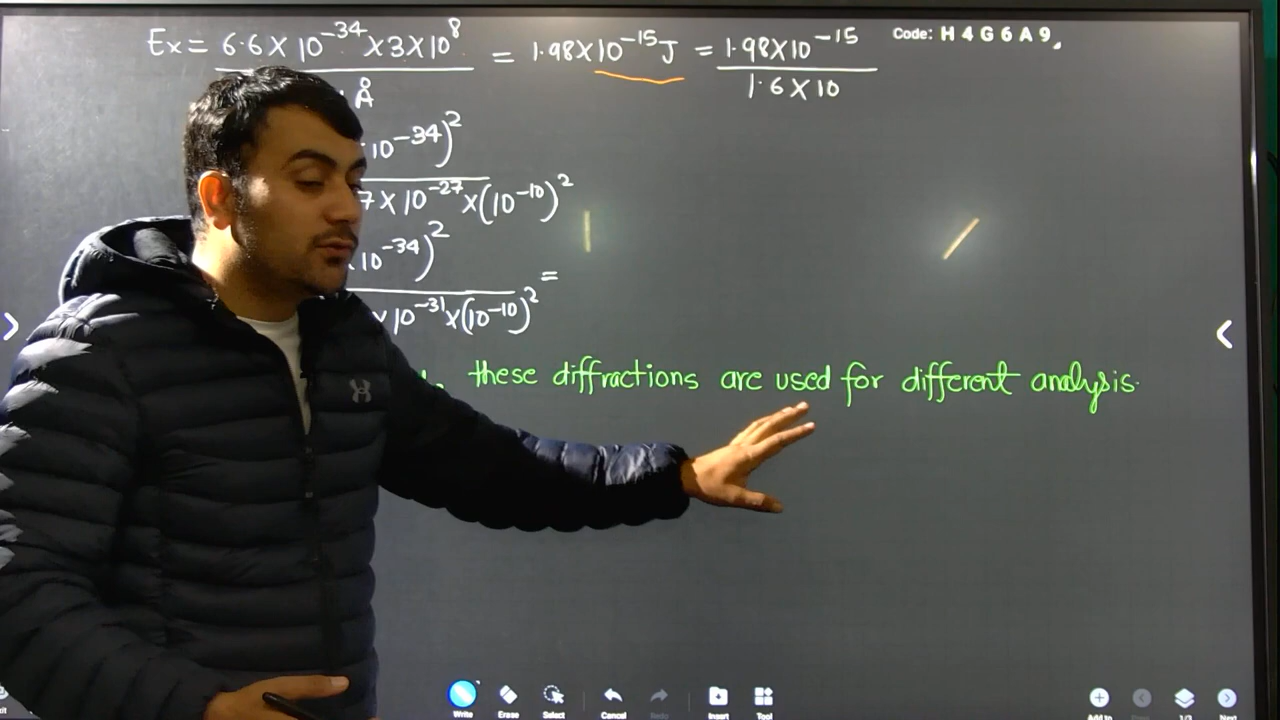 Ex = 6.6 X 10^-34 X 3 X 10^8 / Å = 1.98 X 10^-15 J = 1.98 X 10^-15 / 1.6 X 10
Code: H 4 G 6 A 9
10^-34)^2
7 X 10^-27 X (10^-10)^2
10^-34)^2 =
10^-31 X (10^-10)^2
these diffractions are used for different analysis.
Write Erase Select Cancel Redo Insert Tool Add to 1/2 Next